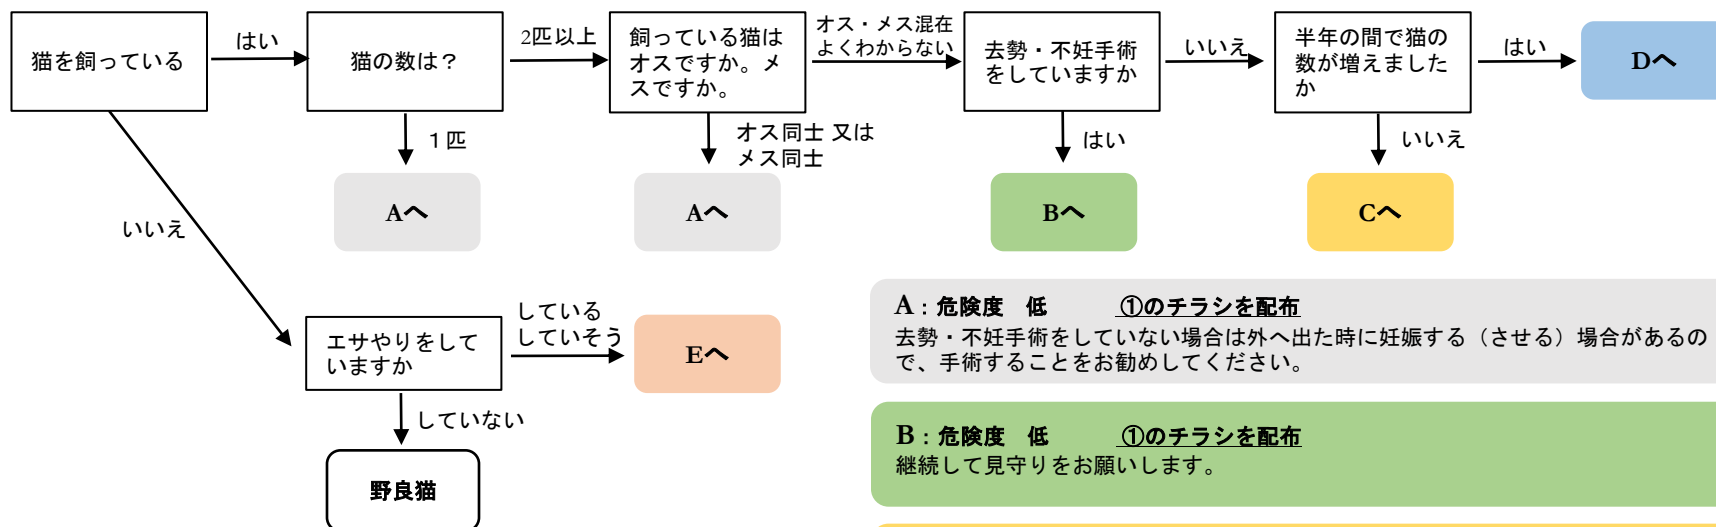 猫を飼っている
はい
猫の数は？
2匹以上
飼っている猫は
オスですか。メ
スですか。
オス・メス混在
よくわからない
去勢・不妊手術
をしていますか
いいえ
半年の間で猫の
数が増えました
か
はい
Dへ
１匹
オス同士 又は
メス同士
はい
いいえ
Aへ
Aへ
Bへ
Cへ
いいえ
エサやりをして
いますか
している
していそう
Eへ
していない
野良猫
A：危険度　低　　①のチラシを配布
去勢・不妊手術をしていない場合は外へ出た時に妊娠する（させる）場合があるの
で、手術することをお勧めしてください。
B：危険度　低　　①のチラシを配布
継続して見守りをお願いします。